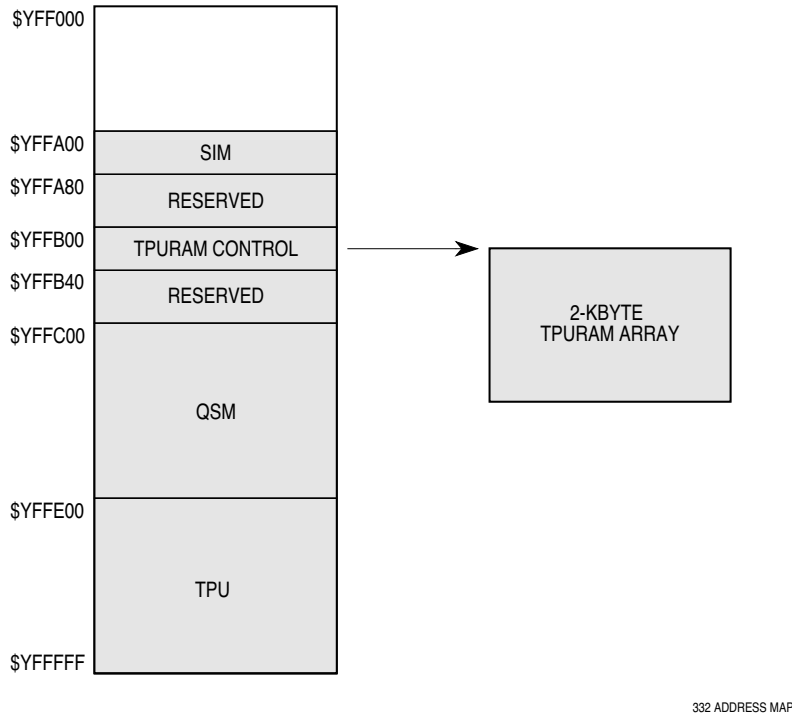 $YFF000
$YFFA00
SIM
$YFFA80
RESERVED
$YFFB00
TPURAM CONTROL
$YFFB40
RESERVED
$YFFC00
2-KBYTE
TPURAM ARRAY
QSM
$YFFE00
TPU
$YFFFFF
332 ADDRESS MAP